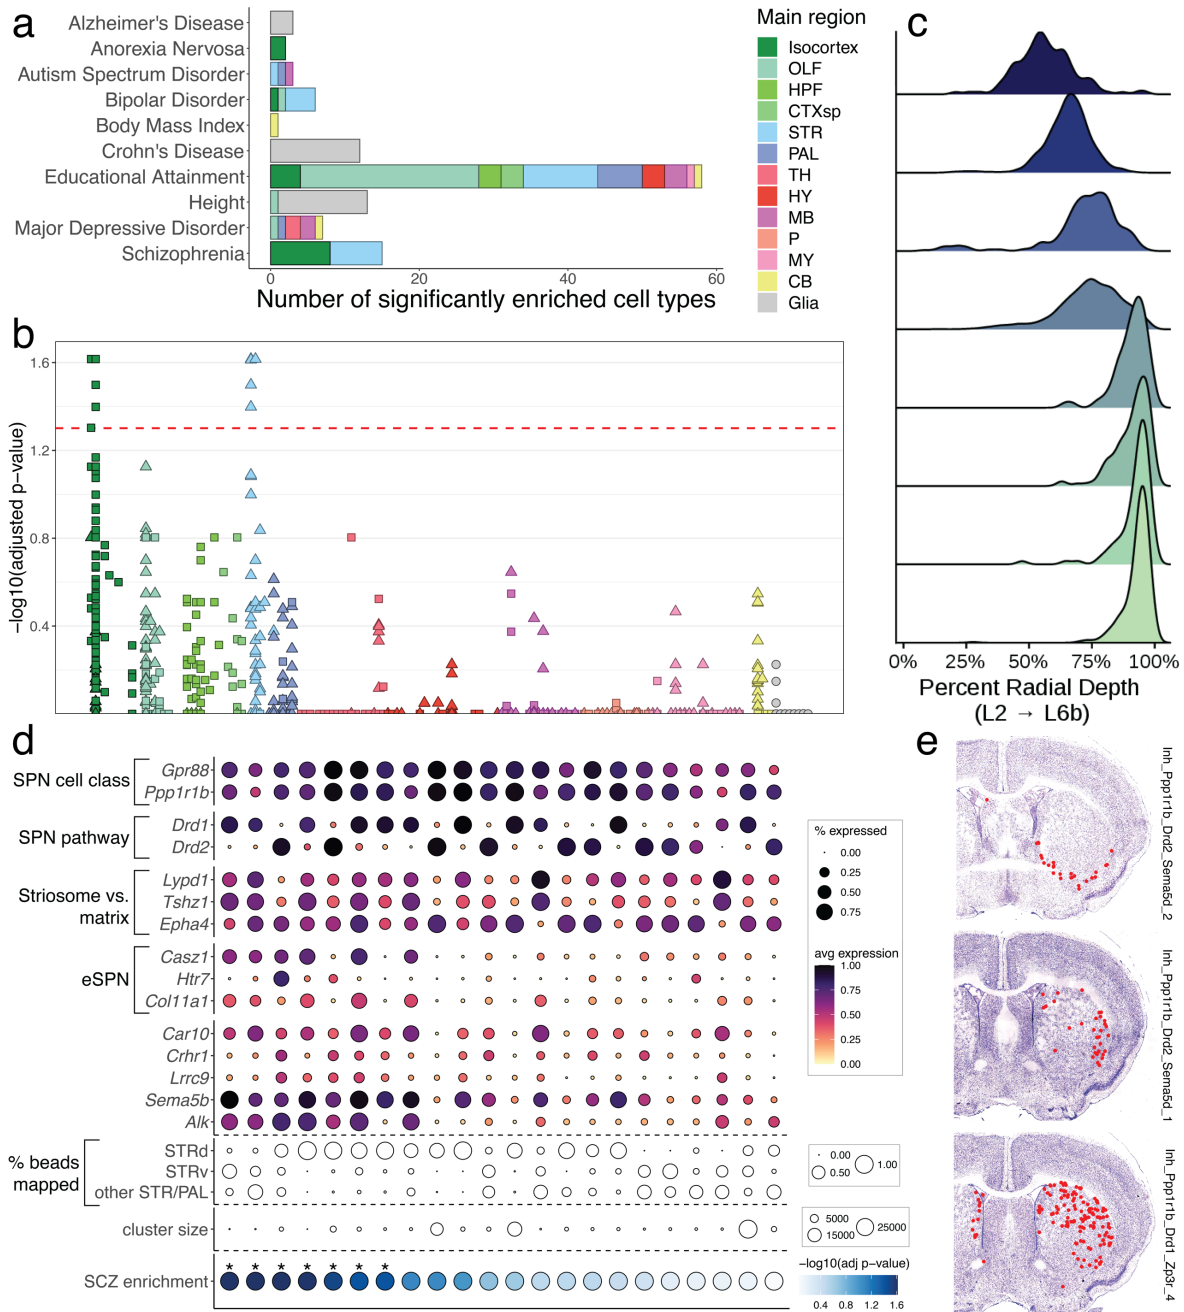 a
Alzheimer's Disease
Anorexia Nervosa
Autism Spectrum Disorder
Bipolar Disorder
Body Mass Index
Crohn's Disease
Educational Attainment
Height
Major Depressive Disorder
Schizophrenia
0 20 40 60
Number of significantly enriched cell types
Main region
Isocortex
OLF
HPF
CTXsp
STR
PAL
TH
HY
MB
P
MY
CB
Glia
b
−log10(adjusted p−value)
1.6
1.2
0.8
0.4
c
0% 25% 50% 75% 100%
Percent Radial Depth
(L2 → L6b)
d
SPN cell class
Gpr88
Ppp1r1b
SPN pathway
Drd1
Drd2
Striosome vs.
matrix
Lypd1
Tshz1
Epha4
eSPN
Casz1
Htr7
Col11a1
Car10
Crhr1
Lrrc9
Sema5b
Alk
% beads
mapped
STRd
STRv
other STR/PAL
cluster size
SCZ enrichment
* * * * * * *
% expressed
0.00
0.25
0.50
0.75
avg expression
1.00
0.75
0.50
0.25
0.00
0.00
0.50
1.00
5000
15000
25000
−log10(adj p−value)
0.4 0.8 1.2 1.6
e
Inh_Ppp1r1b_Drd2_Sema5d_2
Inh_Ppp1r1b_Drd2_Sema5d_1
Inh_Ppp1r1b_Drd1_Zp3r_4